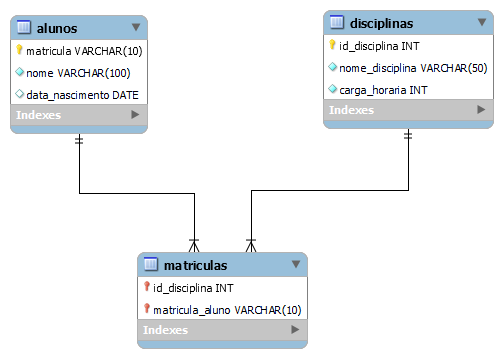 alunos
matricula VARCHAR(10)
nome VARCHAR(100)
data_nascimento DATE
Indexes
disciplinas
id_disciplina INT
nome_disciplina VARCHAR(50)
carga_horaria INT
Indexes
matriculas
id_disciplina INT
matricula_aluno VARCHAR(10)
Indexes